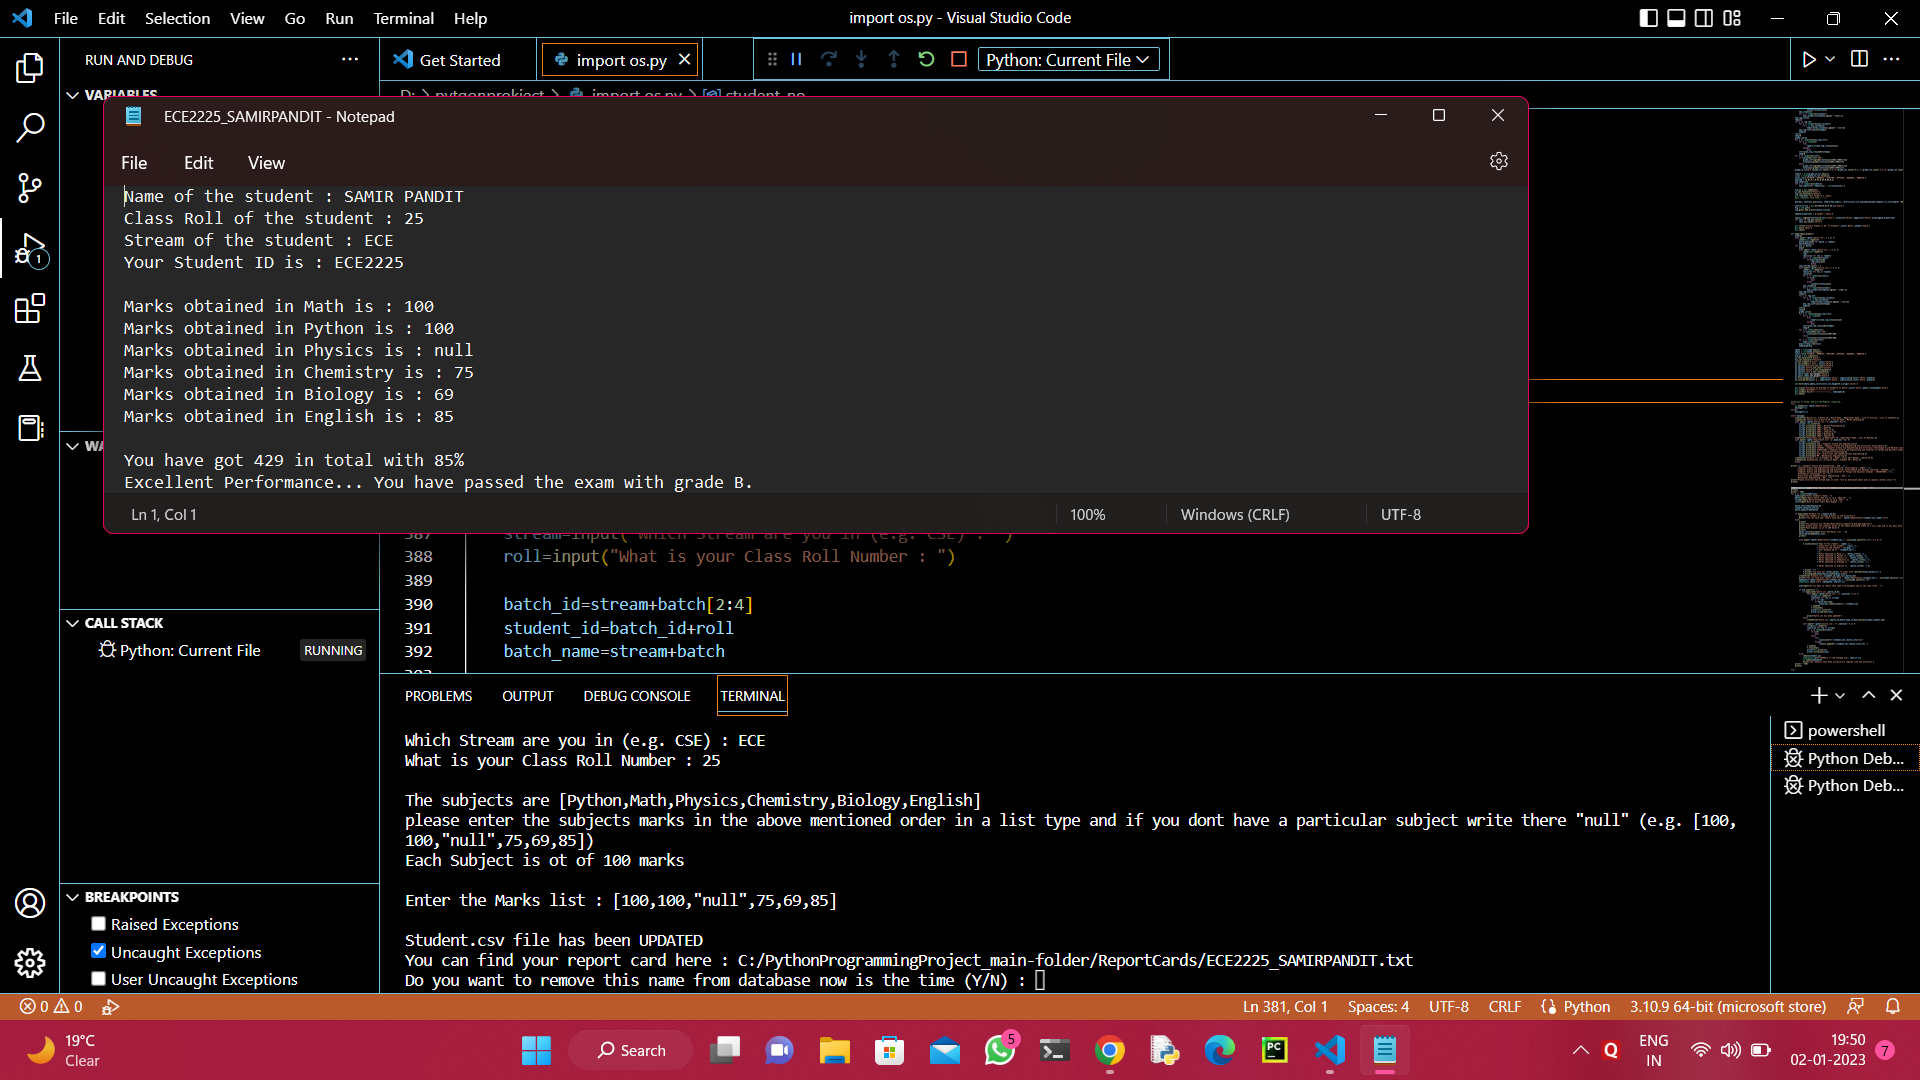 File Edit Selection View Go Run Terminal Help
import os.py - Visual Studio Code
RUN AND DEBUG
Get Started
import os.py
Python: Current File
VARIABLES
ECE2225_SAMIRPANDIT - Notepad
File Edit View
Name of the student : SAMIR PANDIT
Class Roll of the student : 25
Stream of the student : ECE
Your Student ID is : ECE2225
Marks obtained in Math is : 100
Marks obtained in Python is : 100
Marks obtained in Physics is : null
Marks obtained in Chemistry is : 75
Marks obtained in Biology is : 69
Marks obtained in English is : 85
You have got 429 in total with 85%
Excellent Performance... You have passed the exam with grade B.
Ln 1, Col 1
100%
Windows (CRLF)
UTF-8
388 roll=input("What is your Class Roll Number : ")
389
390 batch_id=stream+batch[2:4]
391 student_id=batch_id+roll
392 batch_name=stream+batch
CALL STACK
Python: Current File RUNNING
BREAKPOINTS
Raised Exceptions
Uncaught Exceptions
User Uncaught Exceptions
PROBLEMS OUTPUT DEBUG CONSOLE TERMINAL
Which Stream are you in (e.g. CSE) : ECE
What is your Class Roll Number : 25
The subjects are [Python,Math,Physics,Chemistry,Biology,English]
please enter the subjects marks in the above mentioned order in a list type and if you dont have a particular subject write there "null" (e.g. [100,
100,"null",75,69,85])
Each Subject is ot of 100 marks
Enter the Marks list : [100,100,"null",75,69,85]
Student.csv file has been UPDATED
You can find your report card here : C:/PythonProgrammingProject_main-folder/ReportCards/ECE2225_SAMIRPANDIT.txt
Do you want to remove this name from database now is the time (Y/N) :
powershell
Python Deb...
Python Deb...
0 0
Ln 381, Col 1 Spaces: 4 UTF-8 CRLF Python 3.10.9 64-bit (microsoft store)
19°C
Clear
Search
5
ENG
IN
19:50
02-01-2023
7